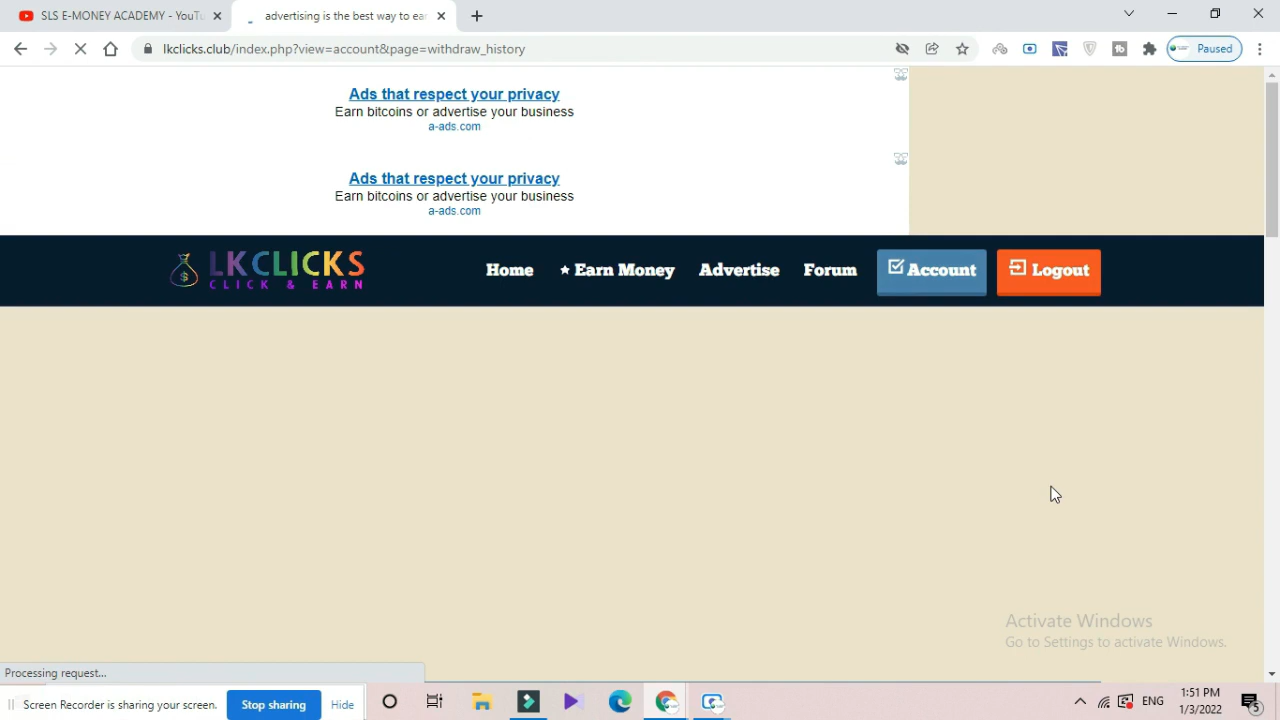 SLS E-MONEY ACADEMY - YouTu
advertising is the best way to ear
lkclicks.club/index.php?view=account&page=withdraw_history
Paused
Ads that respect your privacy
Earn bitcoins or advertise your business
a-ads.com
Ads that respect your privacy
Earn bitcoins or advertise your business
a-ads.com
LKCLICKS
CLICK & EARN
Home
Earn Money
Advertise
Forum
Account
Logout
Activate Windows
Go to Settings to activate Windows.
Processing request...
Screen Recorder is sharing your screen.
Stop sharing
Hide
ENG
1:51 PM
1/3/2022
5